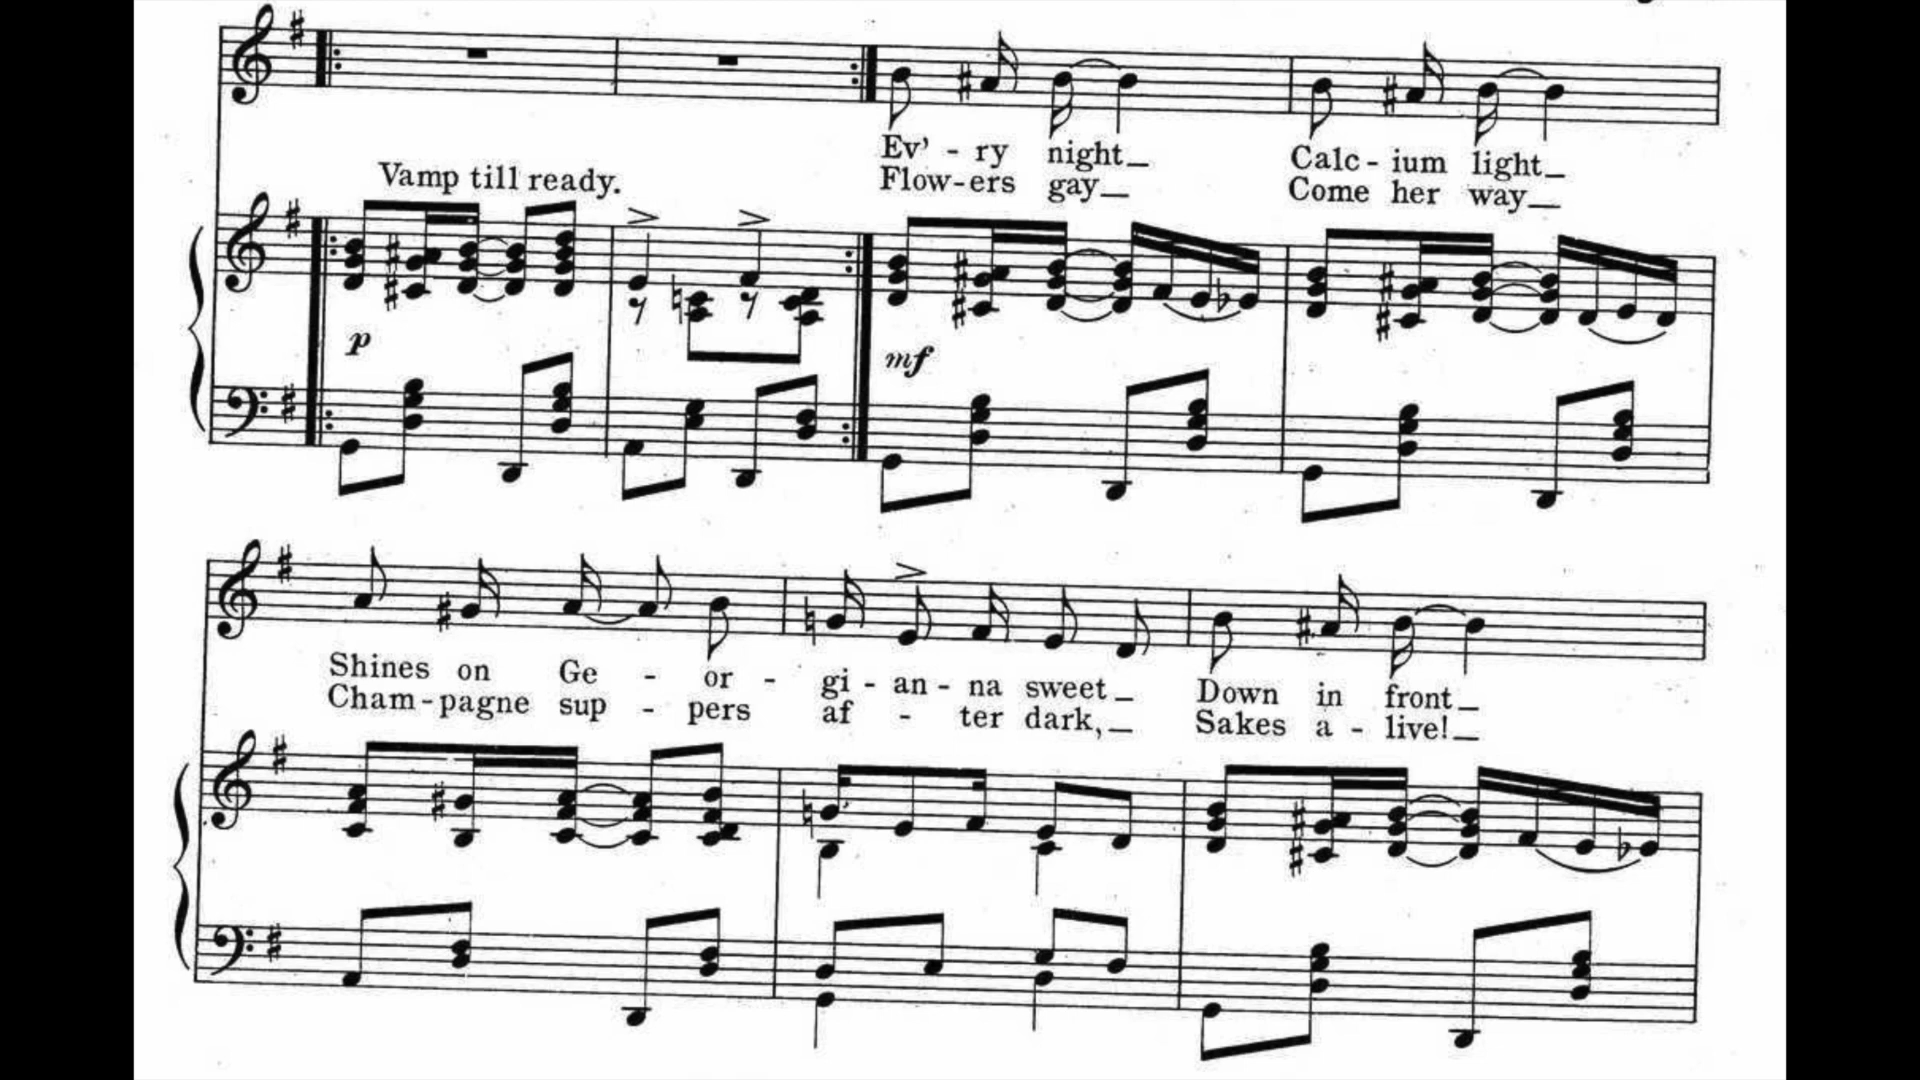 Ev' - ry night_ Calc - ium light_
Vamp till ready. Flow-ers gay_ Come her way_
p
mf
Shines on Ge - or - gi - an - na sweet_ Down in front_
Cham-pagne sup - pers af - ter dark,_ Sakes a - live!_